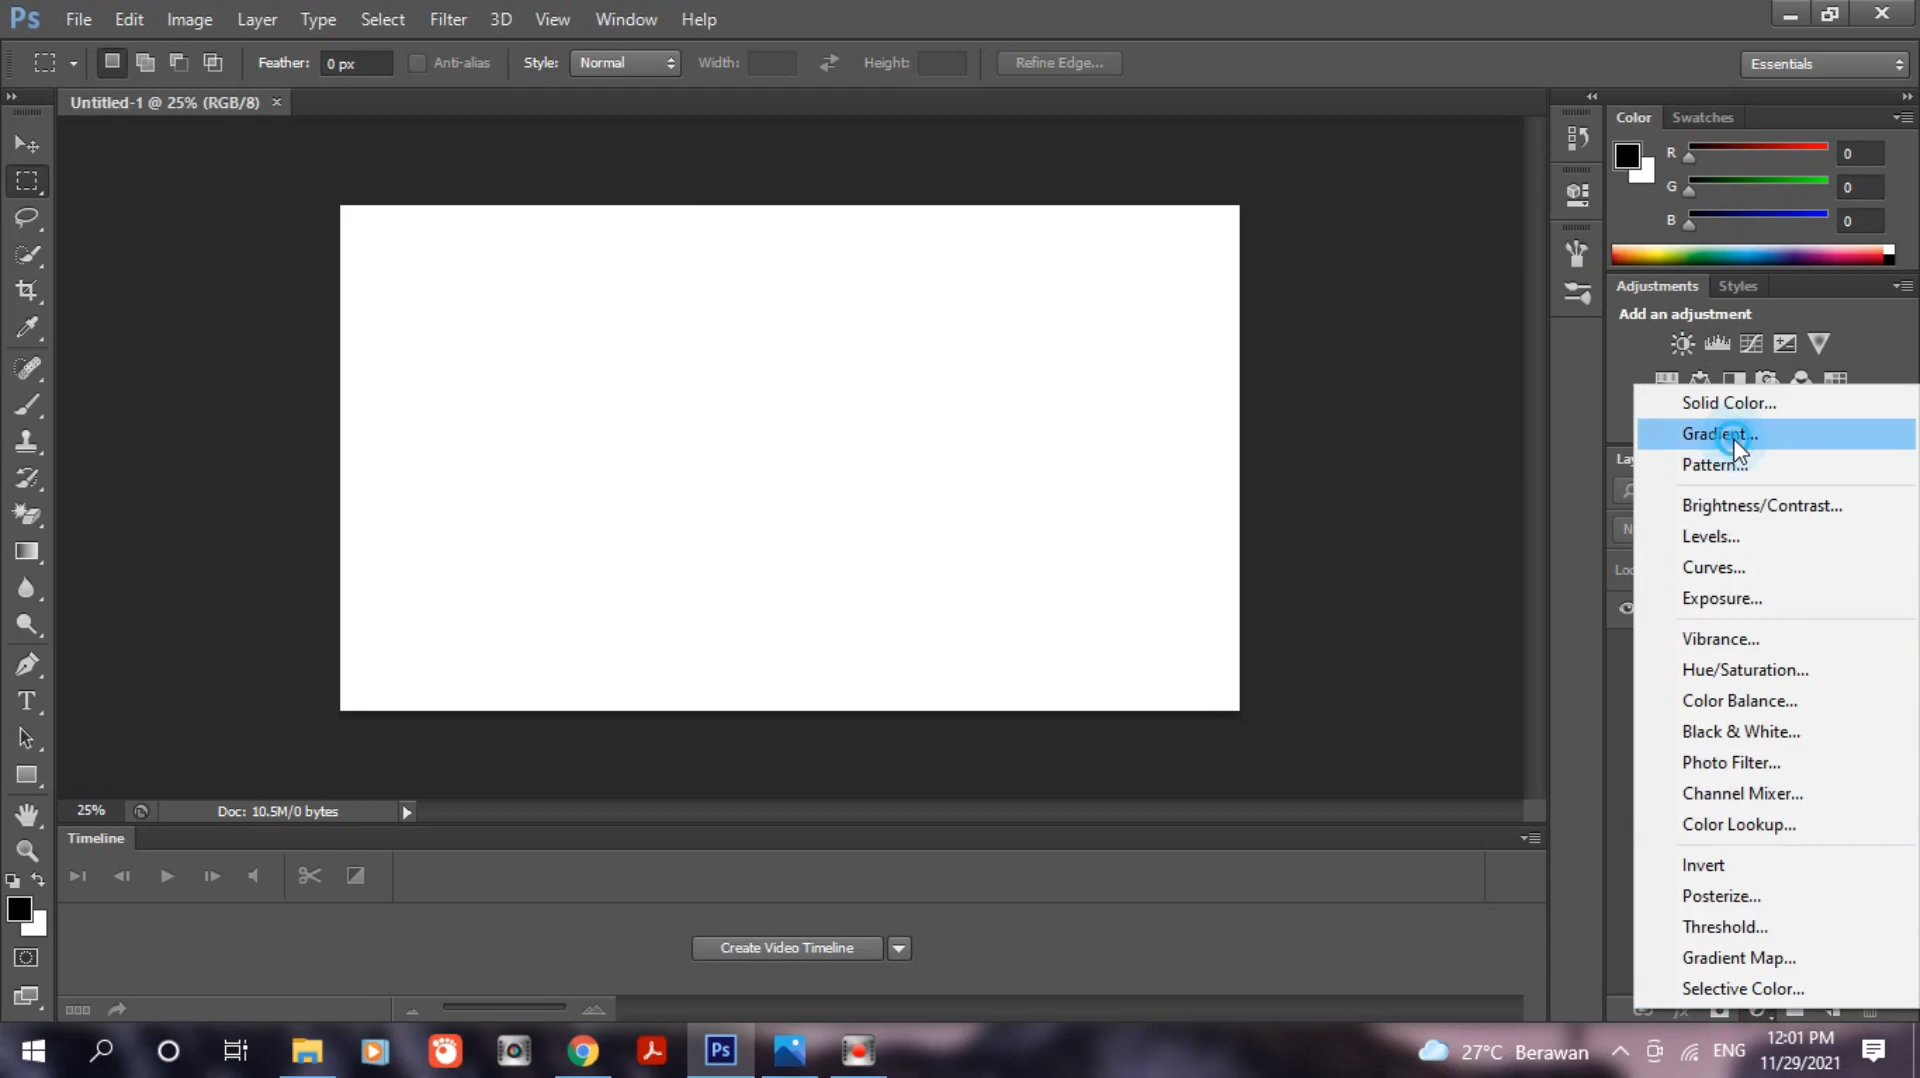 Ps File Edit Image Layer Type Select Filter 3D View Window Help
Feather: 0 px Anti-alias Style: Normal Width: Height: Refine Edge... Essentials
Untitled-1 @ 25% (RGB/8) ×
Color Swatches
R 0
G 0
B 0
Adjustments Styles
Add an adjustment
Solid Color...
Gradient...
Pattern...
Brightness/Contrast...
Levels...
Curves...
Exposure...
Vibrance...
Hue/Saturation...
Color Balance...
Black & White...
Photo Filter...
Channel Mixer...
Color Lookup...
Invert
Posterize...
Threshold...
Gradient Map...
Selective Color...
25% Doc: 10.5M/0 bytes
Timeline
Create Video Timeline
Ps 27°C Berawan ENG 12:01 PM
11/29/2021